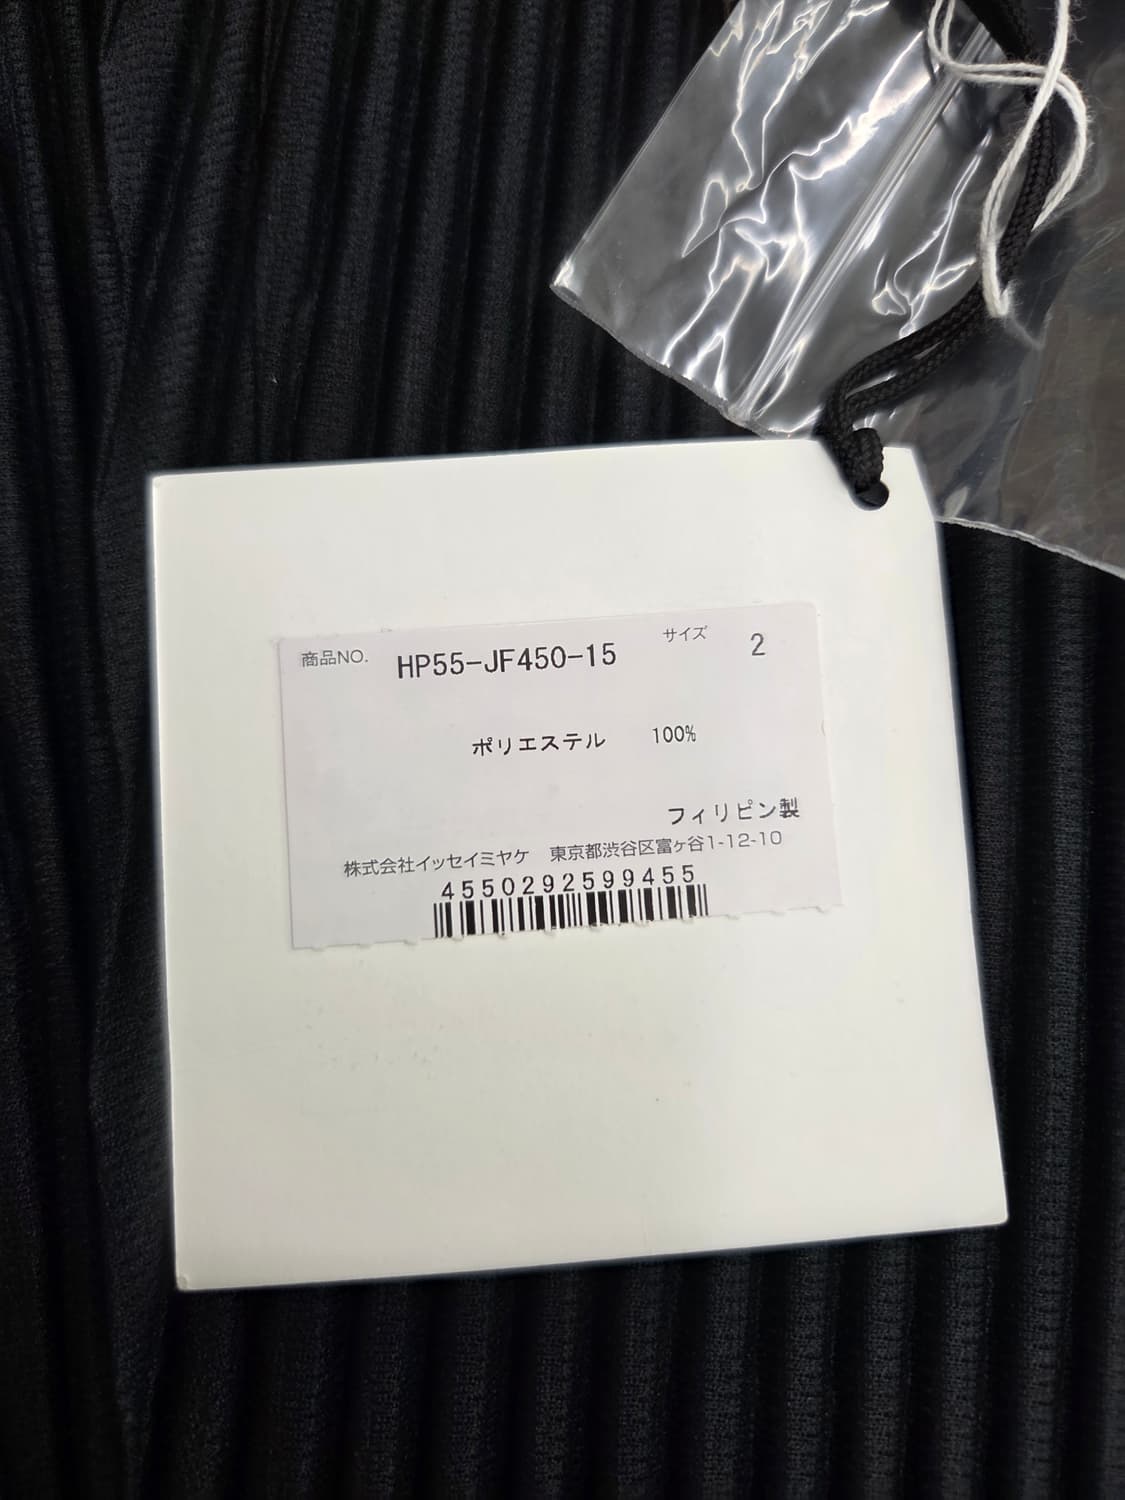 商品NO. HP55-JF450-15 サイズ 2
ポリエステル 100%
フィリピン製
株式会社イッセイミヤケ 東京都渋谷区富ヶ谷1-12-10
4550292599455